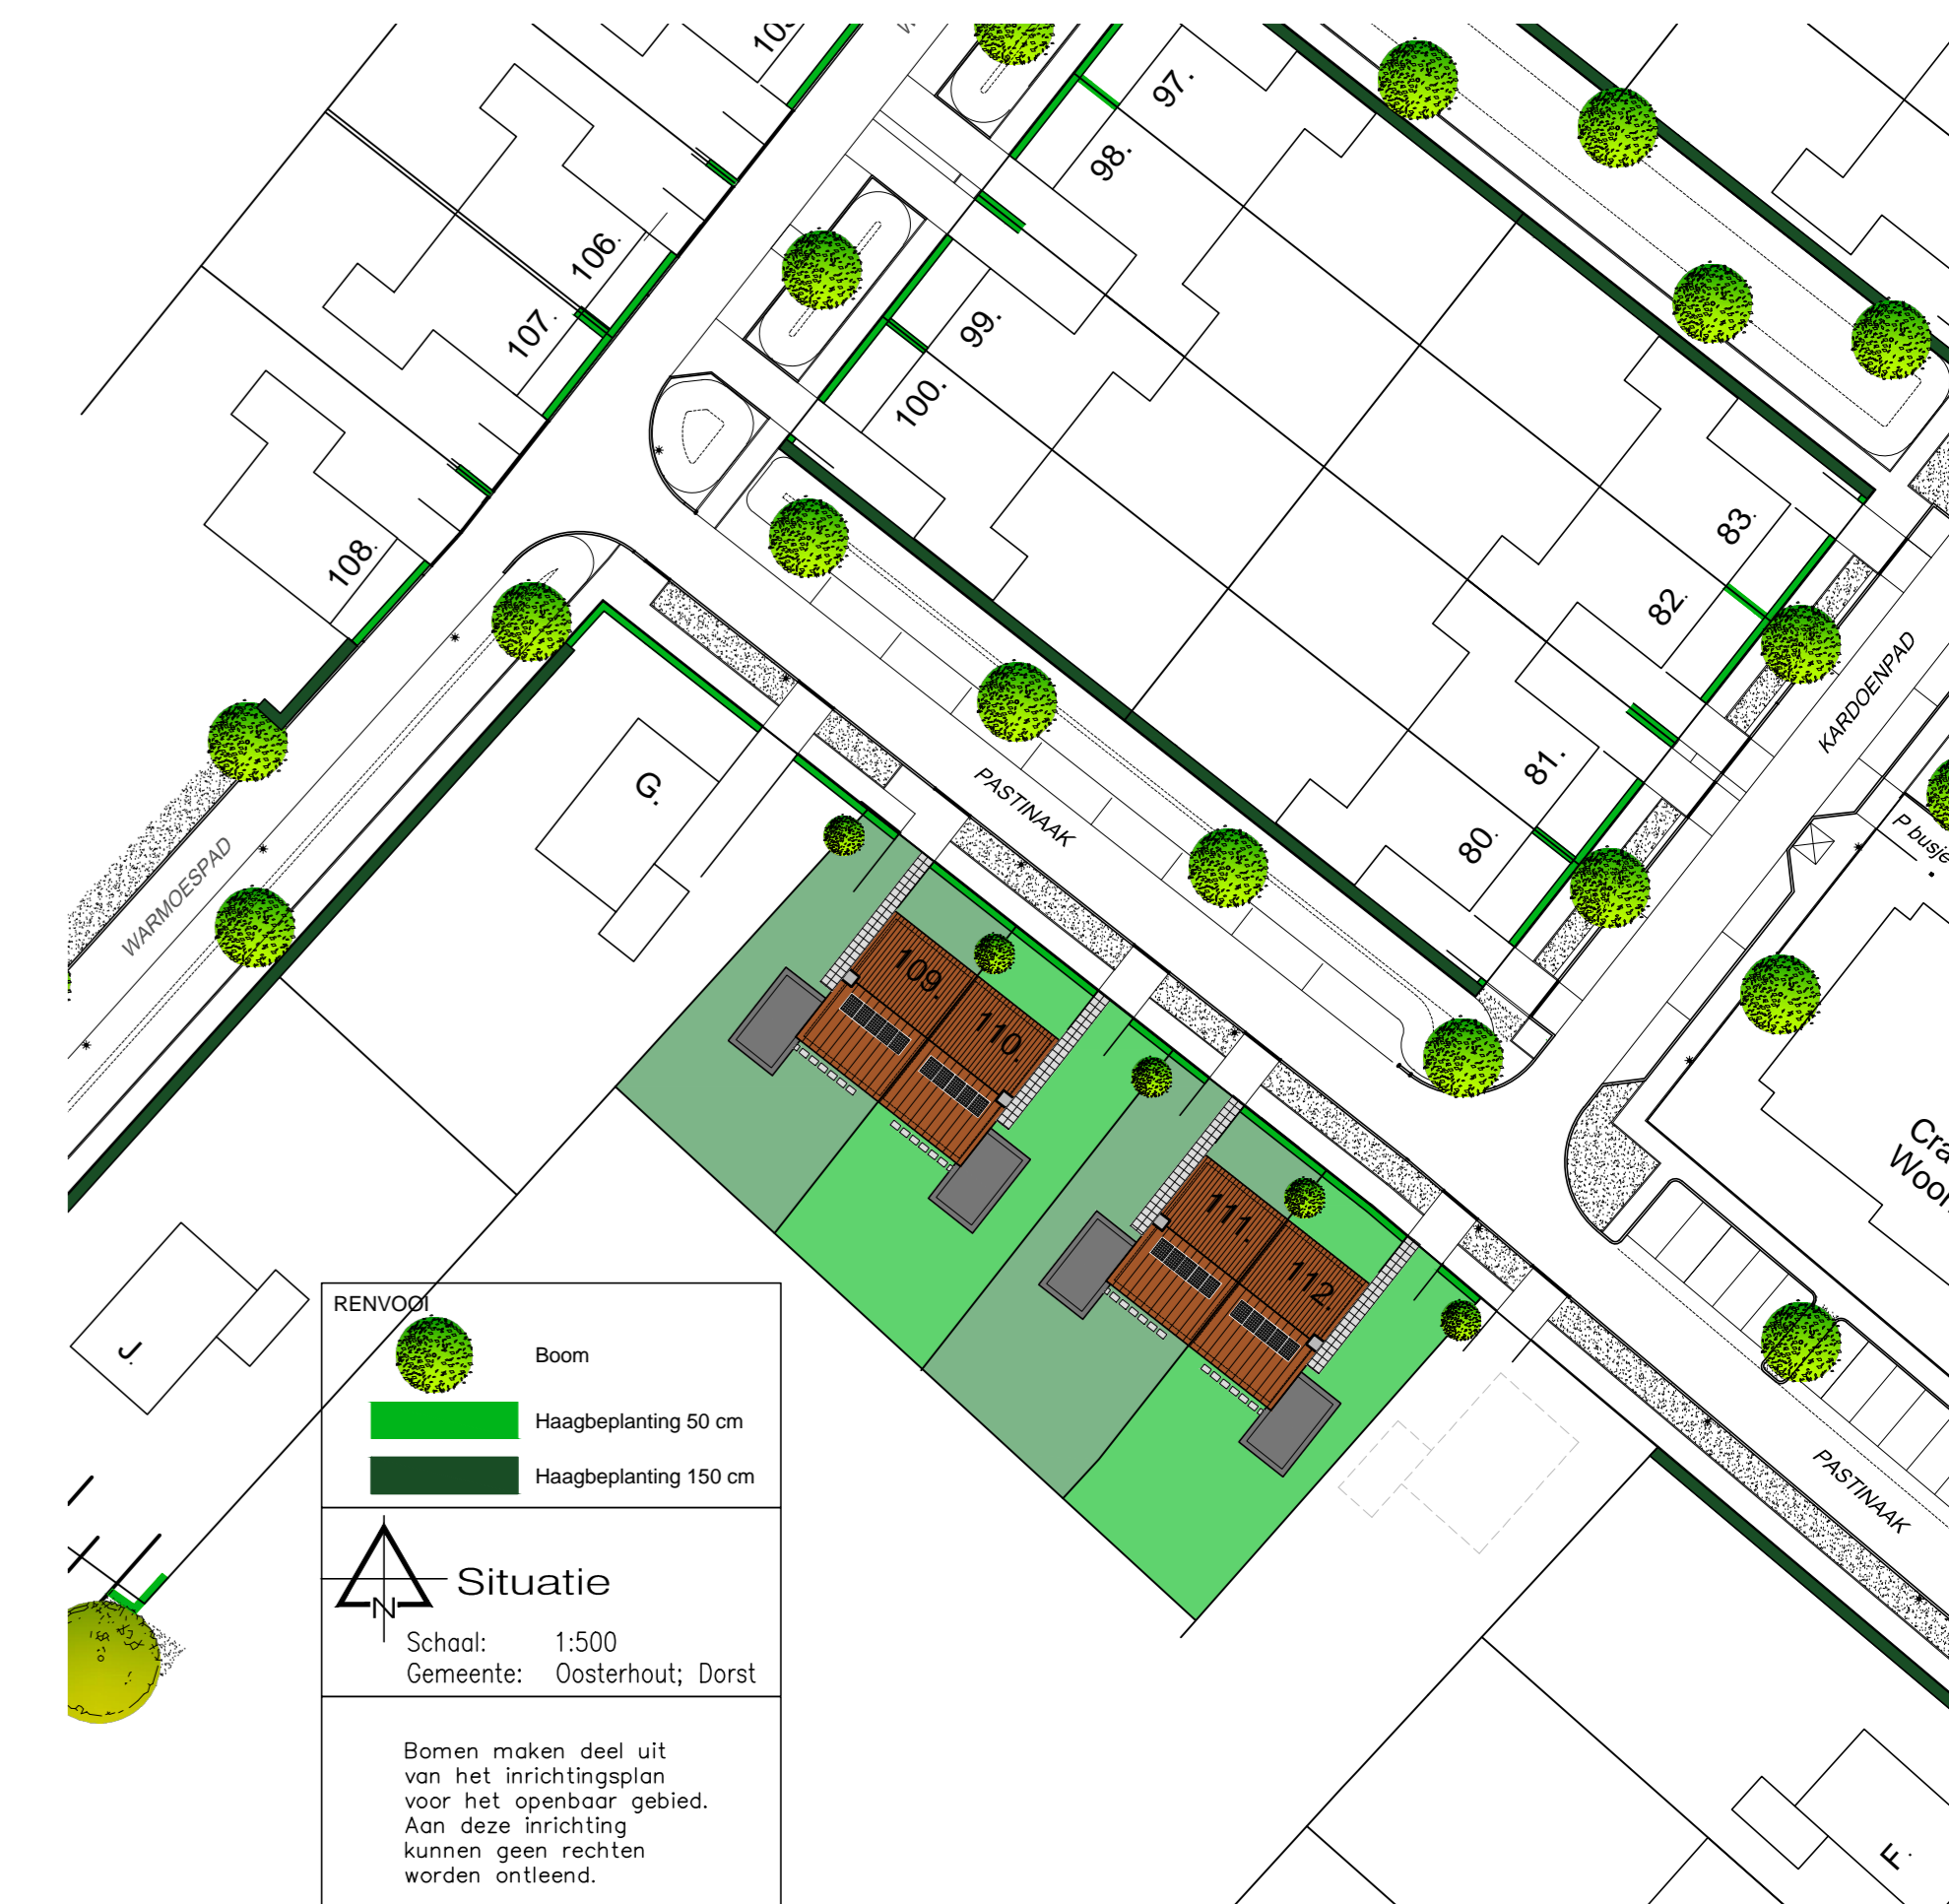 97.
98.
106.
107.
99.
100.
108.
83.
82.
81.
80.
KARDOENPAD
PASTINAAK
WARMOESPAD
G.
109.
110.
111.
112.
J.
PASTINAAK
F.
RENVOOI
Boom
Haagbeplanting 50 cm
Haagbeplanting 150 cm
N
Situatie
Schaal: 1:500
Gemeente: Oosterhout; Dorst
Bomen maken deel uit
van het inrichtingsplan
voor het openbaar gebied.
Aan deze inrichting
kunnen geen rechten
worden ontleend.